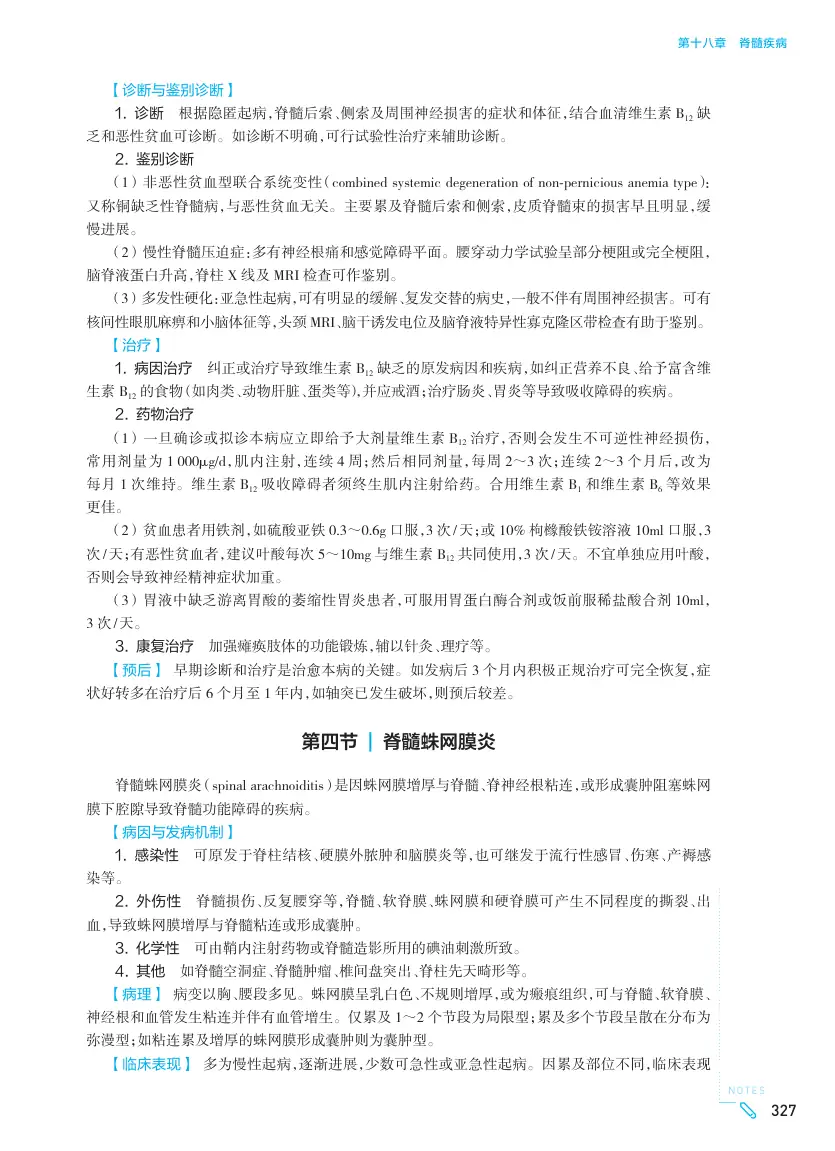 第十八章 脊髓疾病
【诊断与鉴别诊断】
1. 诊断 根据隐匿起病,脊髓后索、侧索及周围神经损害的症状和体征,结合血清维生素 B12 缺
乏和恶性贫血可诊断。如诊断不明确,可行试验性治疗来辅助诊断。
2. 鉴别诊断
(1)非恶性贫血型联合系统变性(combined systemic degeneration of non-pernicious anemia type):
又称铜缺乏性脊髓病,与恶性贫血无关。主要累及脊髓后索和侧索,皮质脊髓束的损害早且明显,缓
慢进展。
(2)慢性脊髓压迫症:多有神经根痛和感觉障碍平面。腰穿动力学试验呈部分梗阻或完全梗阻,
脑脊液蛋白升高,脊柱 X 线及 MRI 检查可作鉴别。
(3)多发性硬化:亚急性起病,可有明显的缓解、复发交替的病史,一般不伴有周围神经损害。可有
核间性眼肌麻痹和小脑体征等,头颈 MRI、脑干诱发电位及脑脊液特异性寡克隆区带检查有助于鉴别。
【治疗】
1. 病因治疗 纠正或治疗导致维生素 B12 缺乏的原发病因和疾病,如纠正营养不良、给予富含维
生素 B12 的食物(如肉类、动物肝脏、蛋类等),并应戒酒;治疗肠炎、胃炎等导致吸收障碍的疾病。
2. 药物治疗
(1)一旦确诊或拟诊本病应立即给予大剂量维生素 B12 治疗,否则会发生不可逆性神经损伤,
常用剂量为 1 000μg/d,肌内注射,连续 4 周;然后相同剂量,每周 2～3 次;连续 2～3 个月后,改为
每月 1 次维持。维生素 B12 吸收障碍者须终生肌内注射给药。合用维生素 B1 和维生素 B6 等效果
更佳。
(2)贫血患者用铁剂,如硫酸亚铁 0.3～0.6g 口服,3 次/天;或 10% 枸橼酸铁铵溶液 10ml 口服,3
次/天;有恶性贫血者,建议叶酸每次 5～10mg 与维生素 B12 共同使用,3 次/天。不宜单独应用叶酸,
否则会导致神经精神症状加重。
(3)胃液中缺乏游离胃酸的萎缩性胃炎患者,可服用胃蛋白酶合剂或饭前服稀盐酸合剂 10ml,
3 次/天。
3. 康复治疗 加强瘫痪肢体的功能锻炼,辅以针灸、理疗等。
【预后】 早期诊断和治疗是治愈本病的关键。如发病后 3 个月内积极正规治疗可完全恢复,症
状好转多在治疗后 6 个月至 1 年内,如轴突已发生破坏,则预后较差。
第四节 | 脊髓蛛网膜炎
脊髓蛛网膜炎(spinal arachnoiditis)是因蛛网膜增厚与脊髓、脊神经根粘连,或形成囊肿阻塞蛛网
膜下腔隙导致脊髓功能障碍的疾病。
【病因与发病机制】
1. 感染性 可原发于脊柱结核、硬膜外脓肿和脑膜炎等,也可继发于流行性感冒、伤寒、产褥感
染等。
2. 外伤性 脊髓损伤、反复腰穿等,脊髓、软脊膜、蛛网膜和硬脊膜可产生不同程度的撕裂、出
血,导致蛛网膜增厚与脊髓粘连或形成囊肿。
3. 化学性 可由鞘内注射药物或脊髓造影所用的碘油刺激所致。
4. 其他 如脊髓空洞症、脊髓肿瘤、椎间盘突出、脊柱先天畸形等。
【病理】 病变以胸、腰段多见。蛛网膜呈乳白色、不规则增厚,或为瘢痕组织,可与脊髓、软脊膜、
神经根和血管发生粘连并伴有血管增生。仅累及 1～2 个节段为局限型;累及多个节段呈散在分布为
弥漫型;如粘连累及增厚的蛛网膜形成囊肿则为囊肿型。
【临床表现】 多为慢性起病,逐渐进展,少数可急性或亚急性起病。因累及部位不同,临床表现
NOTES
327